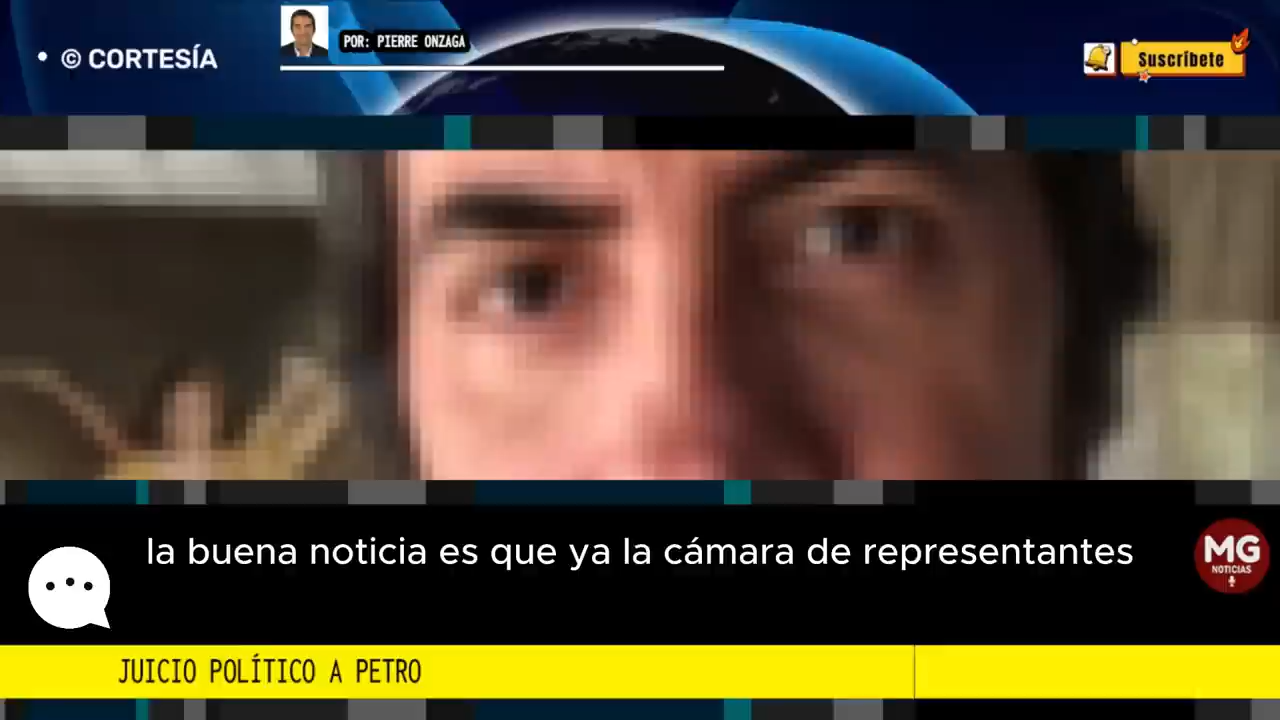 • © CORTESÍA
POR: PIERRE ONZAGA
Suscríbete
la buena noticia es que ya la cámara de representantes
MG
NOTICIAS
JUICIO POLÍTICO A PETRO